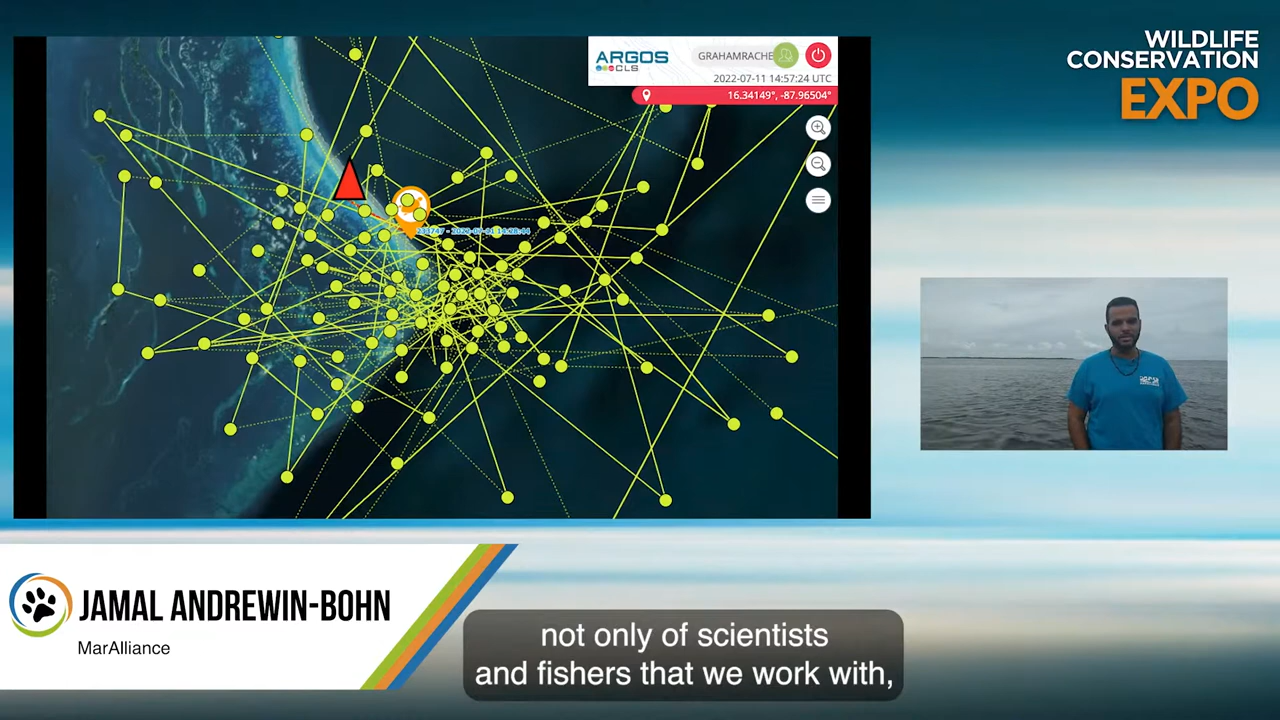 ARGOS
CLS
GRAHAMRACHE
2022-07-11 14:57:24 UTC
16.34149°, -87.96504°
WILDLIFE
CONSERVATION
EXPO
JAMAL ANDREWIN-BOHN
MarAlliance
not only of scientists
and fishers that we work with,